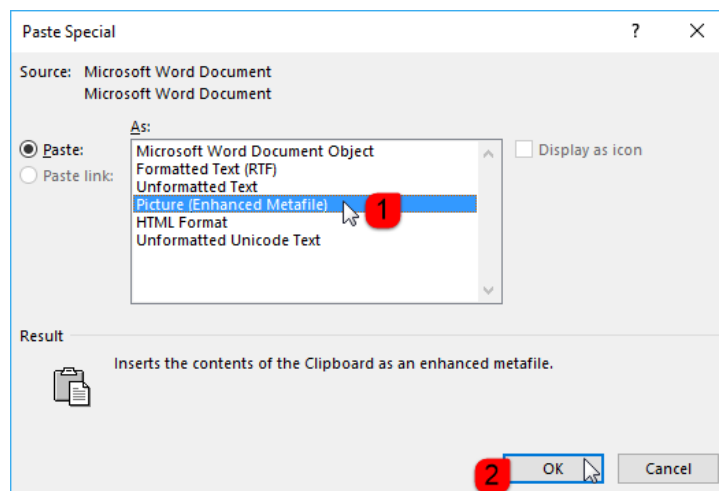 Paste Special
Source: Microsoft Word Document
Microsoft Word Document
As:
Paste:
Paste link:
Microsoft Word Document Object
Formatted Text (RTF)
Unformatted Text
Picture (Enhanced Metafile)
HTML Format
Unformatted Unicode Text
1
Display as icon
Result
Inserts the contents of the Clipboard as an enhanced metafile.
2
OK
Cancel